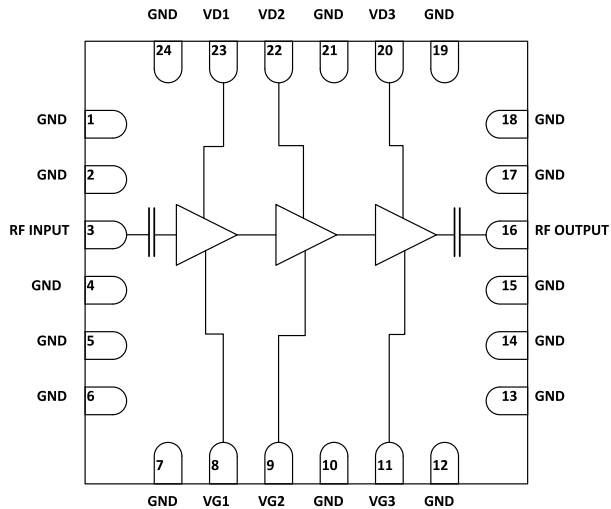 GND VD1 VD2 GND VD3 GND
24 23 22 21 20 19
GND 1 18 GND
GND 2 17 GND
RF INPUT 3 16 RF OUTPUT
GND 4 15 GND
GND 5 14 GND
GND 6 13 GND
7 8 9 10 11 12
GND VG1 VG2 GND VG3 GND